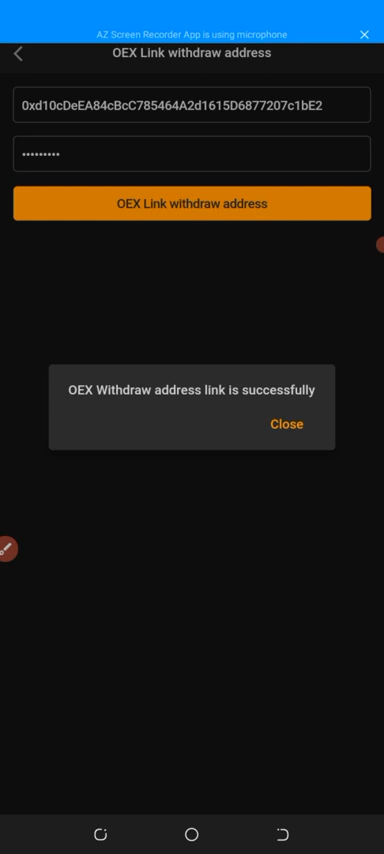 AZ Screen Recorder App is using microphone
OEX Link withdraw address
0xd10cDeEA84cBcC785464A2d1615D6877207c1bE2
•••••••••
OEX Link withdraw address
OEX Withdraw address link is successfully
Close